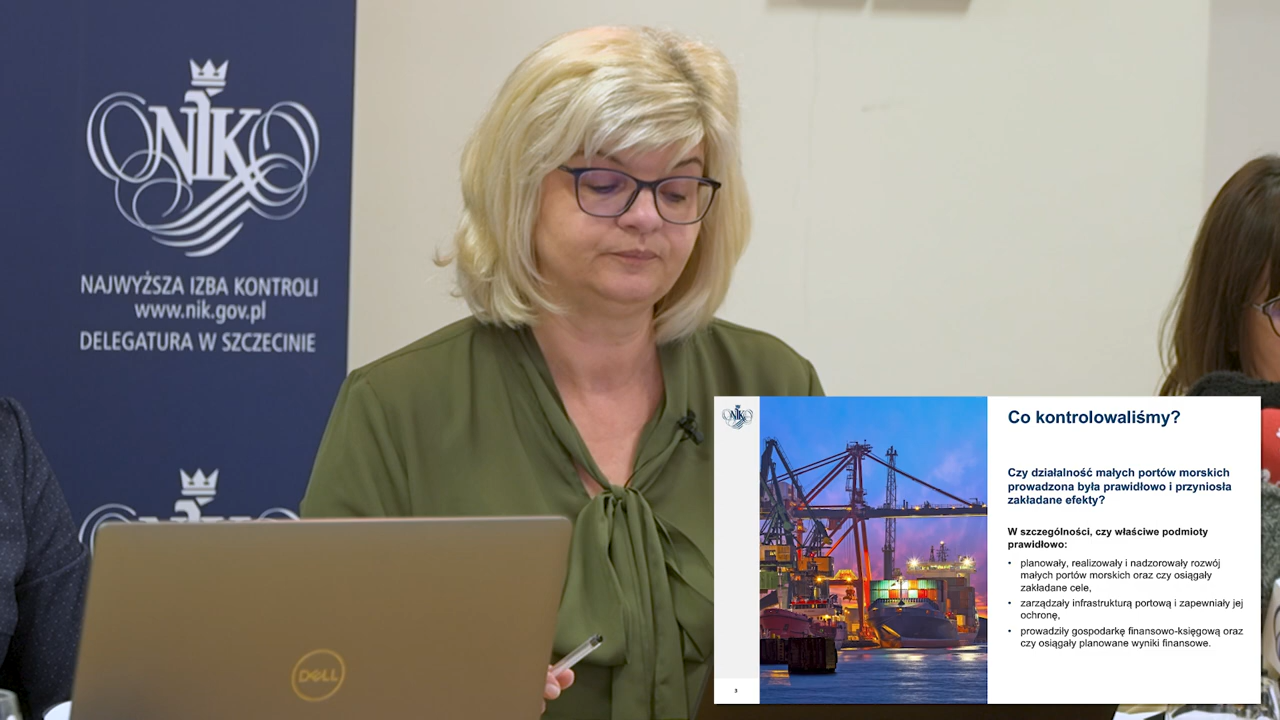 NIK
NAJWYŻSZA IZBA KONTROLI
www.nik.gov.pl
DELEGATURA W SZCZECINIE
DELL
NIK
Co kontrolowaliśmy?
Czy działalność małych portów morskich
prowadzona była prawidłowo i przyniosła
zakładane efekty?
W szczególności, czy właściwe podmioty
prawidłowo:
• planowały, realizowały i nadzorowały rozwój
małych portów morskich oraz czy osiągały
zakładane cele,
• zarządzały infrastrukturą portową i zapewniały jej
ochronę,
• prowadziły gospodarkę finansowo-księgową oraz
czy osiągały planowane wyniki finansowe.
3